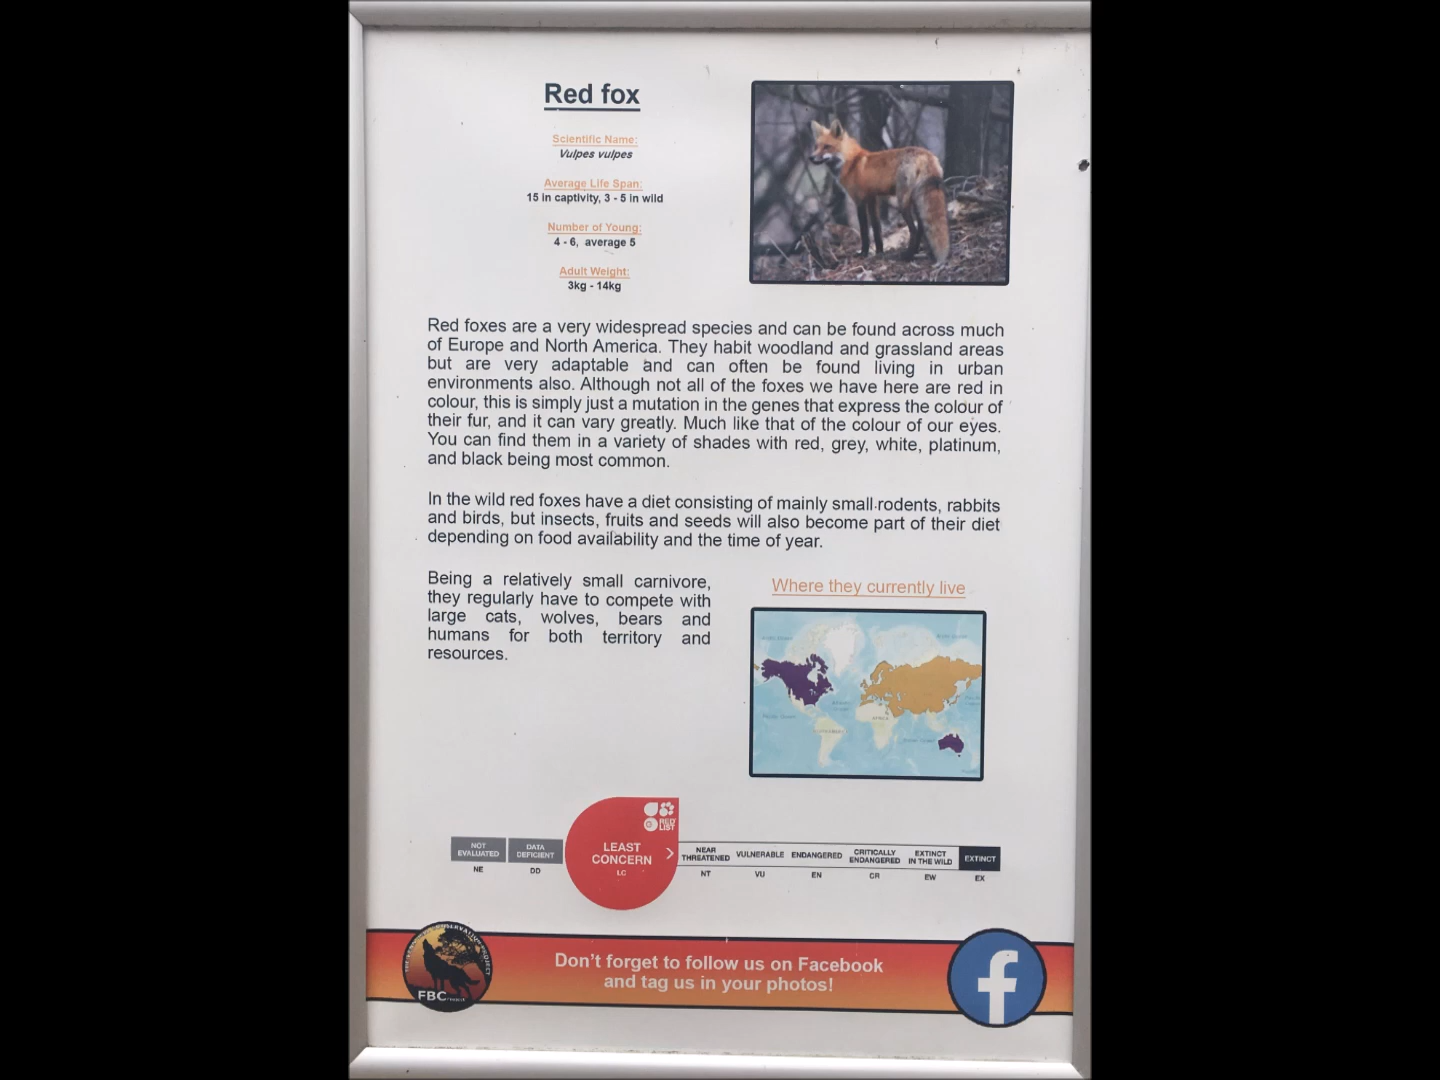 Red fox
Scientific Name:
Vulpes vulpes
Average Life Span:
15 in captivity, 3 - 5 in wild
Number of Young:
4 - 6, average 5
Adult Weight:
3kg - 14kg
Red foxes are a very widespread species and can be found across much
of Europe and North America. They habit woodland and grassland areas
but are very adaptable and can often be found living in urban
environments also. Although not all of the foxes we have here are red in
colour, this is simply just a mutation in the genes that express the colour of
their fur, and it can vary greatly. Much like that of the colour of our eyes.
You can find them in a variety of shades with red, grey, white, platinum,
and black being most common.
In the wild red foxes have a diet consisting of mainly small rodents, rabbits
and birds, but insects, fruits and seeds will also become part of their diet
depending on food availability and the time of year.
Being a relatively small carnivore,
they regularly have to compete with
large cats, wolves, bears and
humans for both territory and
resources.
Where they currently live
AFRICA
RED
LIST
NOT
EVALUATED
NE
DATA
DEFICIENT
DD
LEAST
CONCERN
LC
NEAR
THREATENED
NT
VULNERABLE
VU
ENDANGERED
EN
CRITICALLY
ENDANGERED
CR
EXTINCT
IN THE WILD
EW
EXTINCT
EX
FBC
Don't forget to follow us on Facebook
and tag us in your photos!
f